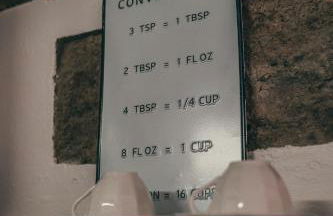 3 TSP = 1 TBSP
2 TBSP = 1 FL OZ
4 TBSP = 1/4 CUP
8 FL OZ = 1 CUP
= 16